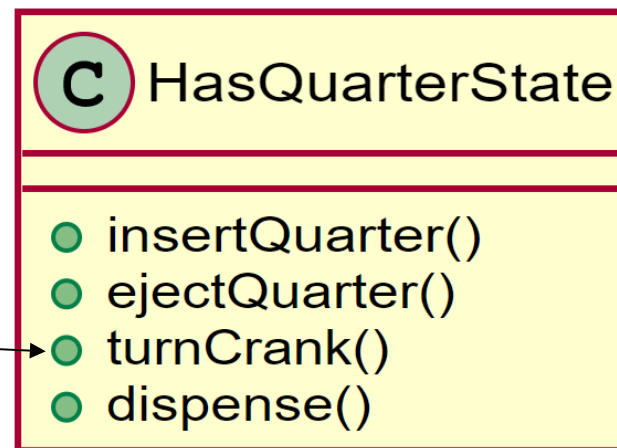 C HasQuarterState
insertQuarter()
ejectQuarter()
turnCrank()
dispense()